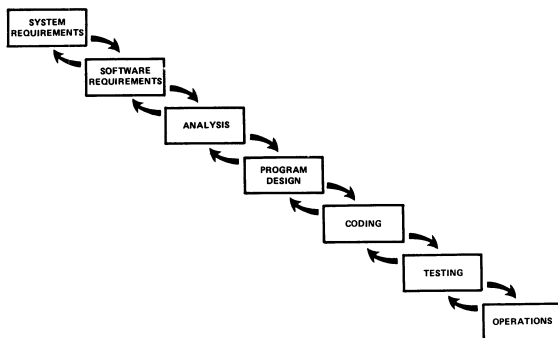 SYSTEM
REQUIREMENTS
SOFTWARE
REQUIREMENTS
ANALYSIS
PROGRAM
DESIGN
CODING
TESTING
OPERATIONS